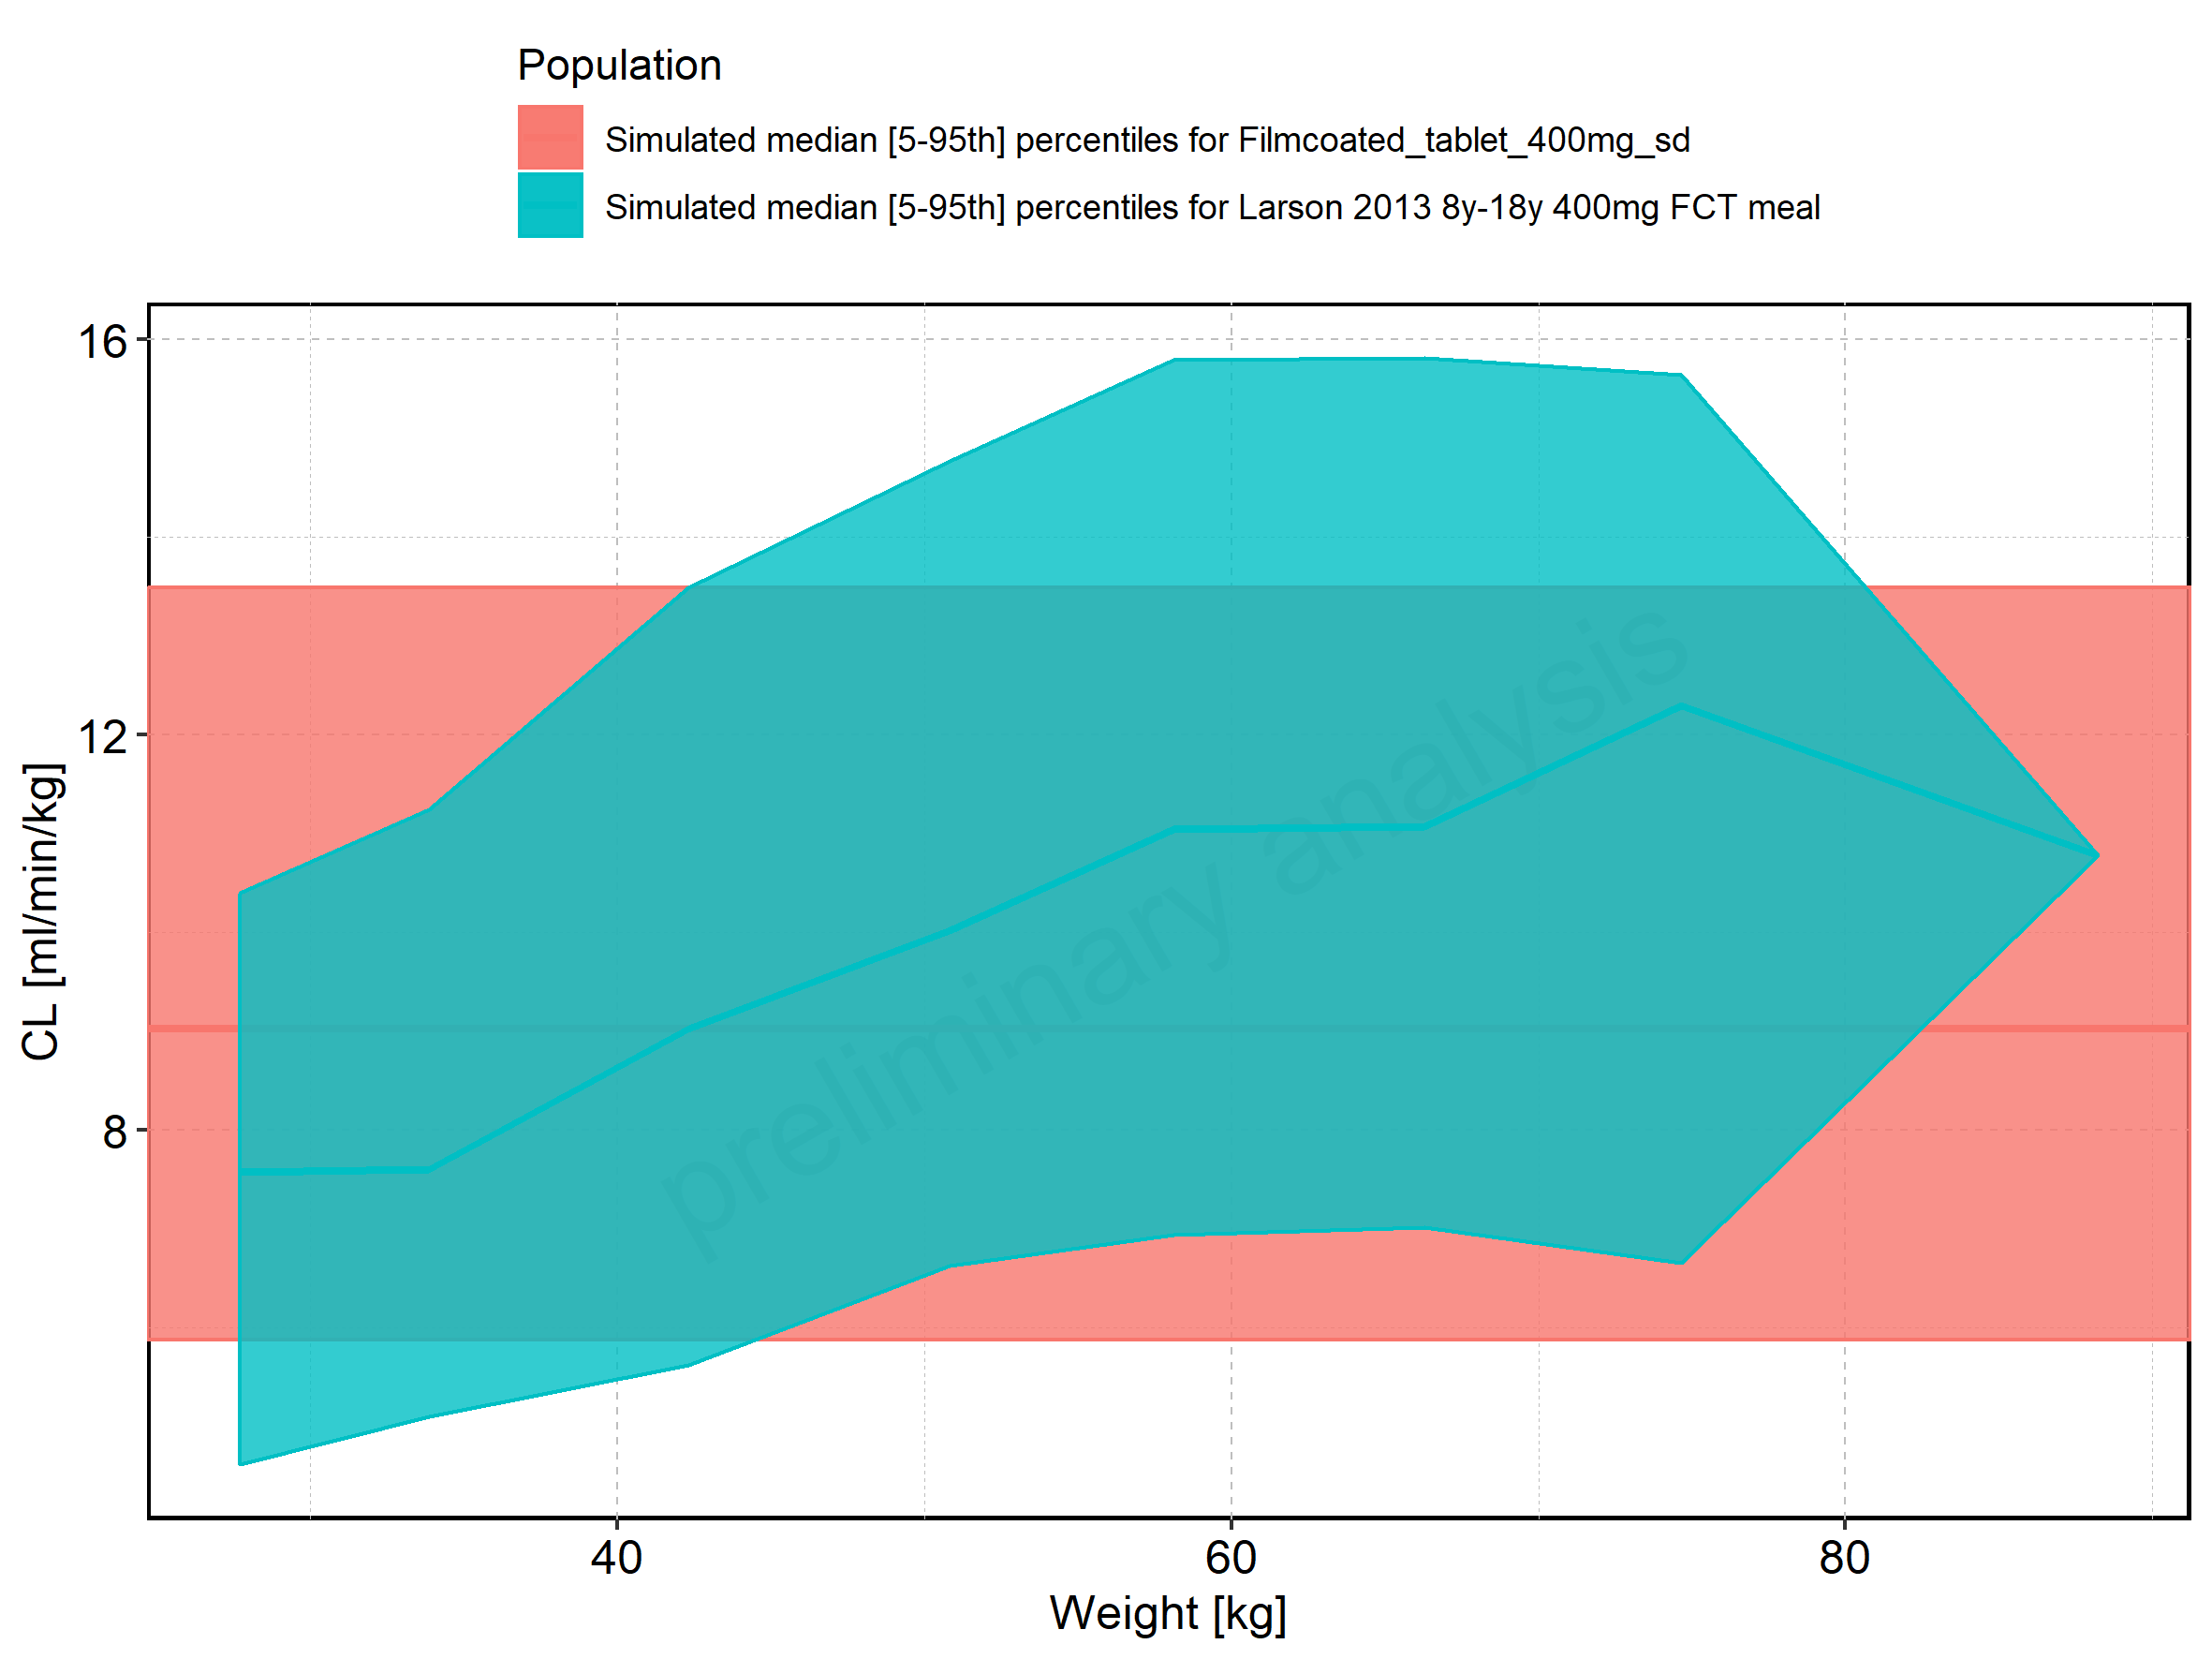 Population
Simulated median [5-95th] percentiles for Filmcoated_tablet_400mg_sd
Simulated median [5-95th] percentiles for Larson 2013 8y-18y 400mg FCT meal
16
12
8
CL [ml/min/kg]
preliminary analysis
40 60 80
Weight [kg]